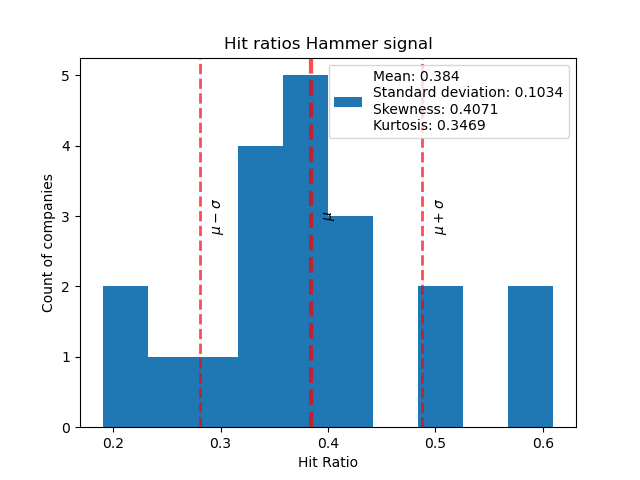 Hit ratios Hammer signal
Mean: 0.384
Standard deviation: 0.1034
Skewness: 0.4071
Kurtosis: 0.3469
5
4
3
2
1
0
Count of companies
μ − σ
μ
μ + σ
0.2 0.3 0.4 0.5 0.6
Hit Ratio